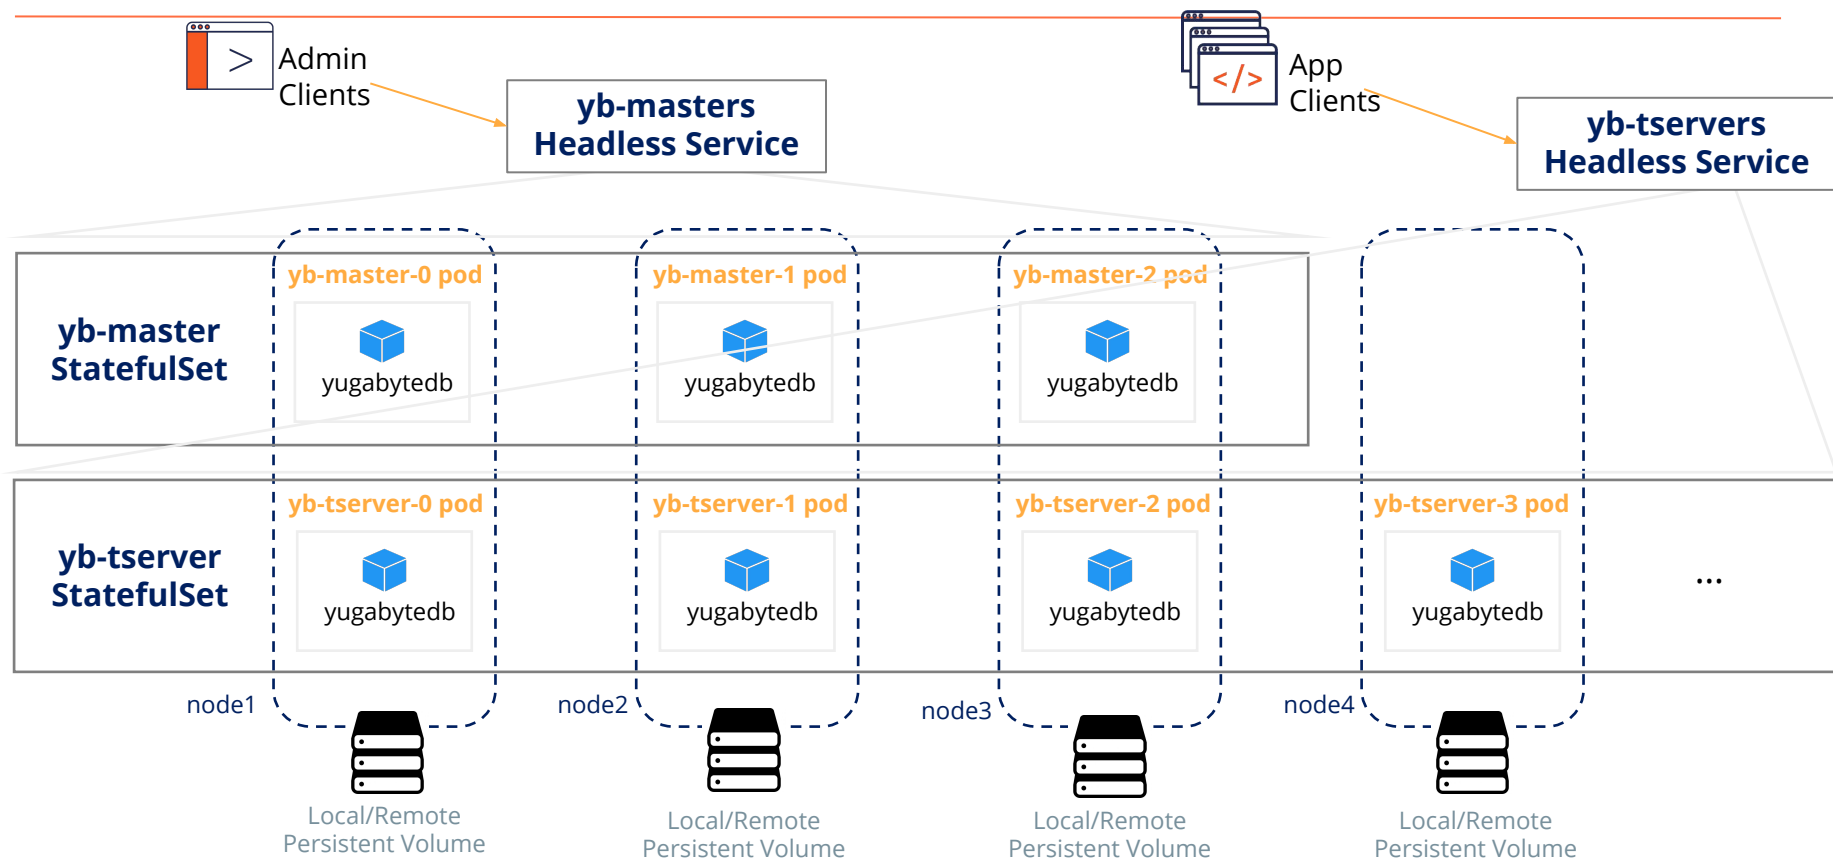 Admin
Clients
yb-masters
Headless Service
>
</>
App
Clients
yb-tservers
Headless Service
yb-master
StatefulSet
yb-master-0 pod
yugabytedb
yb-master-1 pod
yugabytedb
yb-master-2 pod
yugabytedb
yb-tserver
StatefulSet
yb-tserver-0 pod
yugabytedb
yb-tserver-1 pod
yugabytedb
yb-tserver-2 pod
yugabytedb
yb-tserver-3 pod
yugabytedb
...
node1
node2
node3
node4
Local/Remote
Persistent Volume
Local/Remote
Persistent Volume
Local/Remote
Persistent Volume
Local/Remote
Persistent Volume